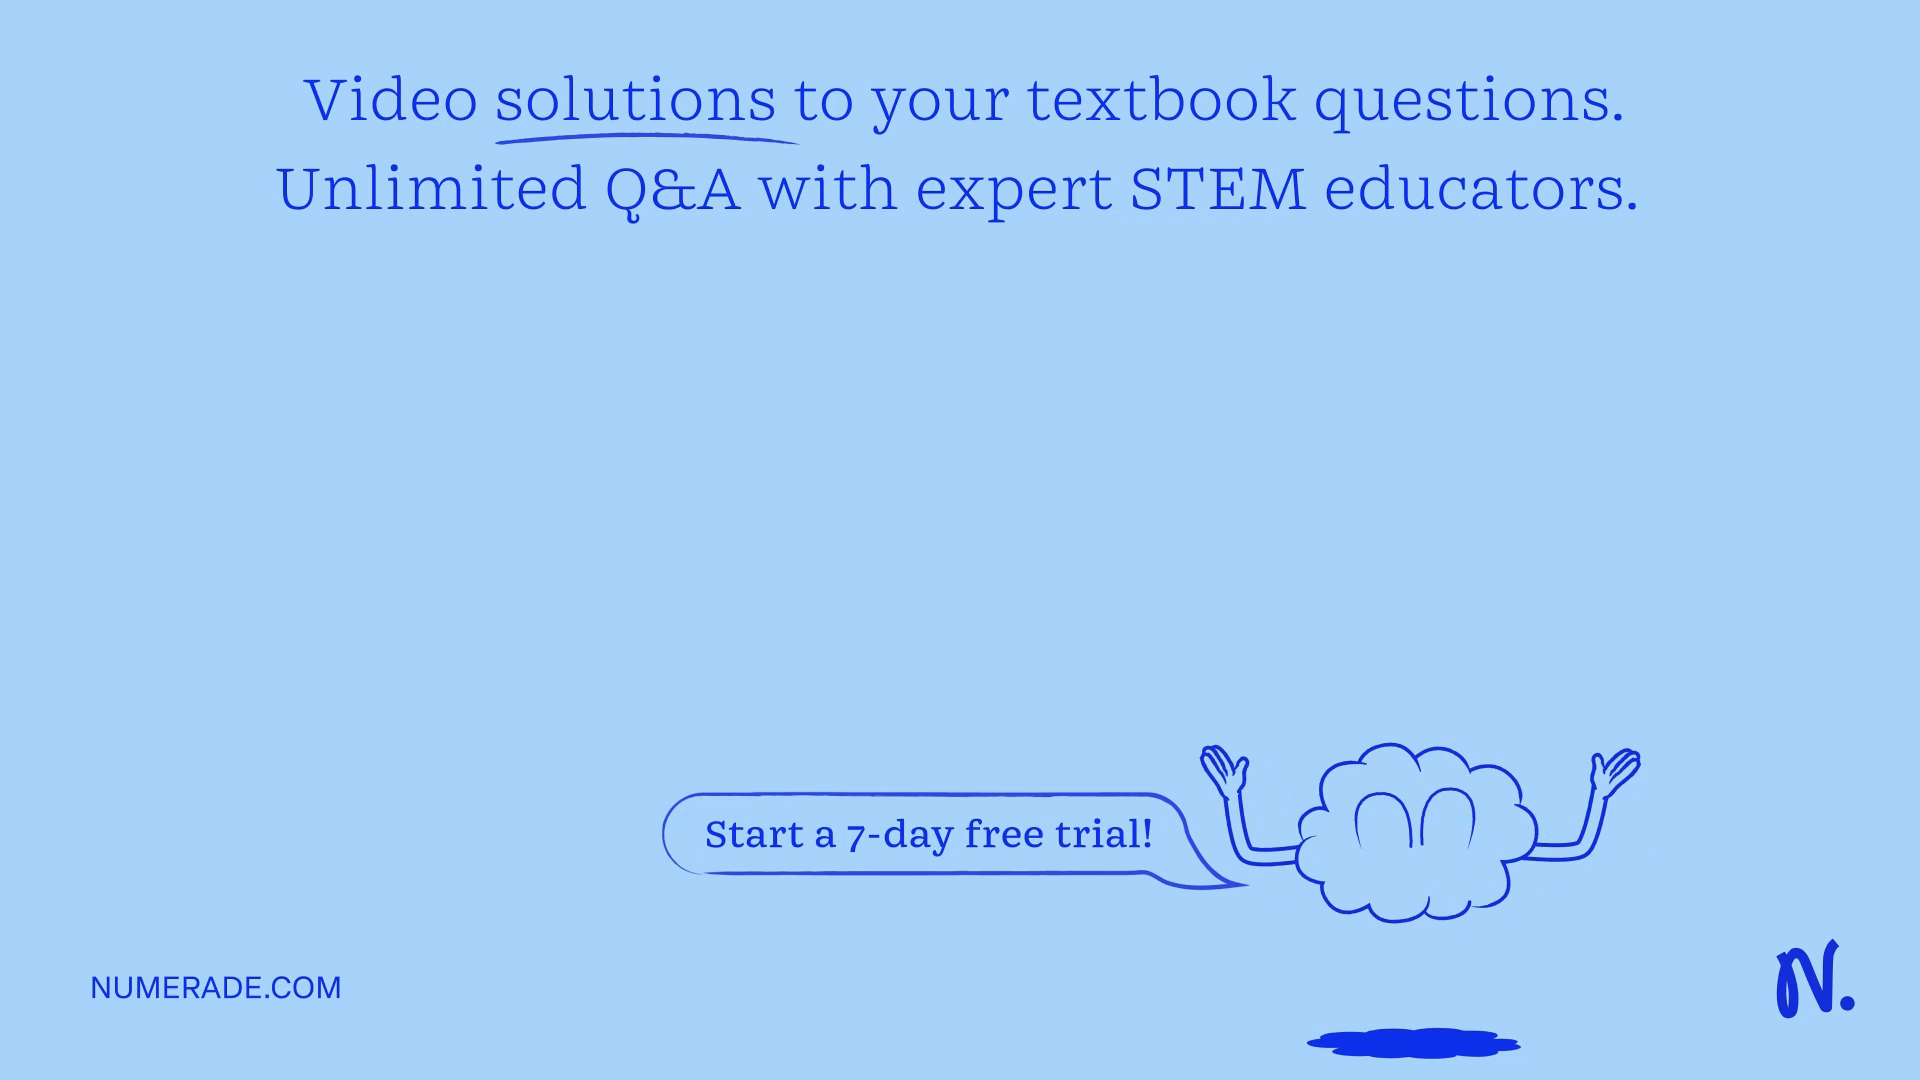 Video solutions to your textbook questions.
Unlimited Q&A with expert STEM educators.
Start a 7-day free trial!
NUMERADE.COM
N.